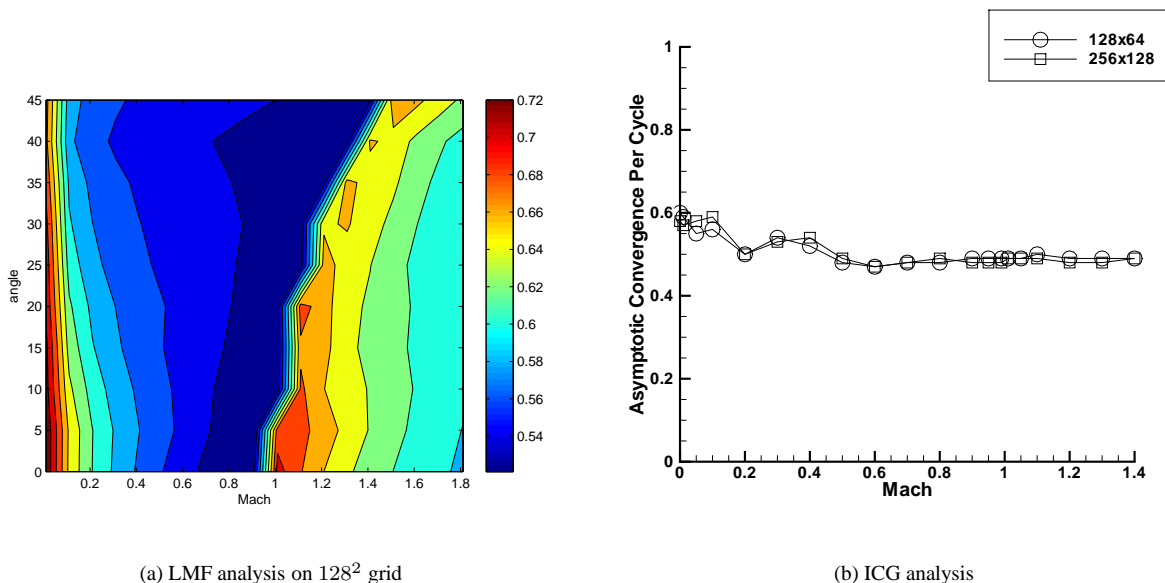 45
40
35
30
25
20
15
10
5
0
angle
0.2 0.4 0.6 0.8 1 1.2 1.4 1.6 1.8
Mach
0.72
0.7
0.68
0.66
0.64
0.62
0.6
0.58
0.56
0.54
(a) LMF analysis on 128² grid
128x64
256x128
1
0.8
0.6
0.4
0.2
0
Asymptotic Convergence Per Cycle
0 0.2 0.4 0.6 0.8 1 1.2 1.4
Mach
(b) ICG analysis